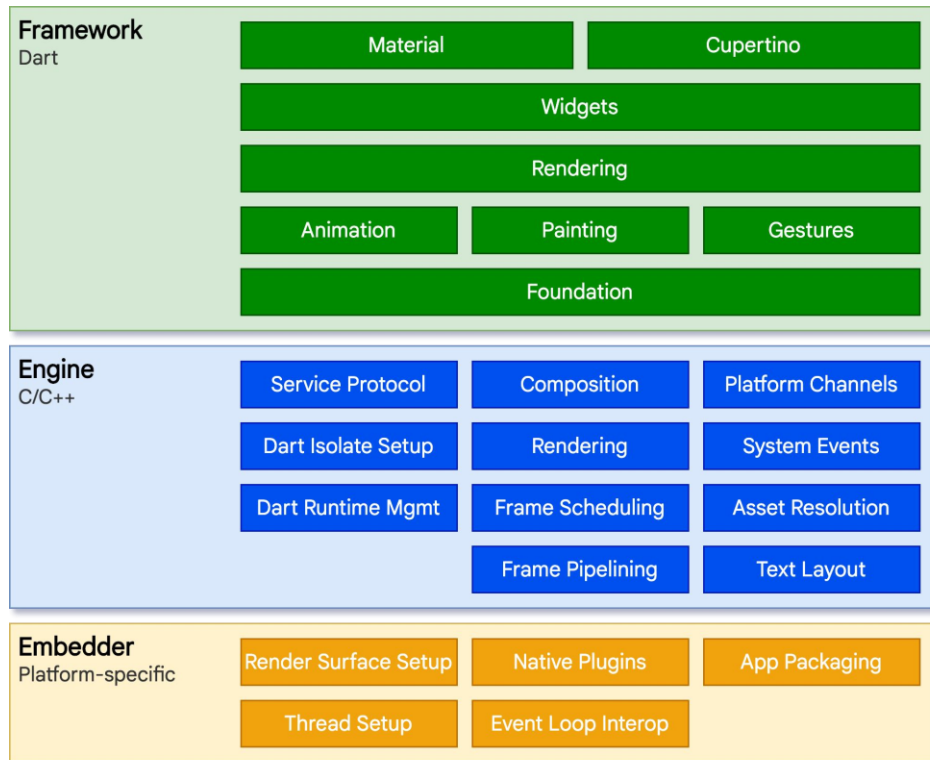 Framework
Dart
Material
Cupertino
Widgets
Rendering
Animation
Painting
Gestures
Foundation
Engine
C/C++
Service Protocol
Composition
Platform Channels
Dart Isolate Setup
Rendering
System Events
Dart Runtime Mgmt
Frame Scheduling
Asset Resolution
Frame Pipelining
Text Layout
Embedder
Platform-specific
Render Surface Setup
Native Plugins
App Packaging
Thread Setup
Event Loop Interop